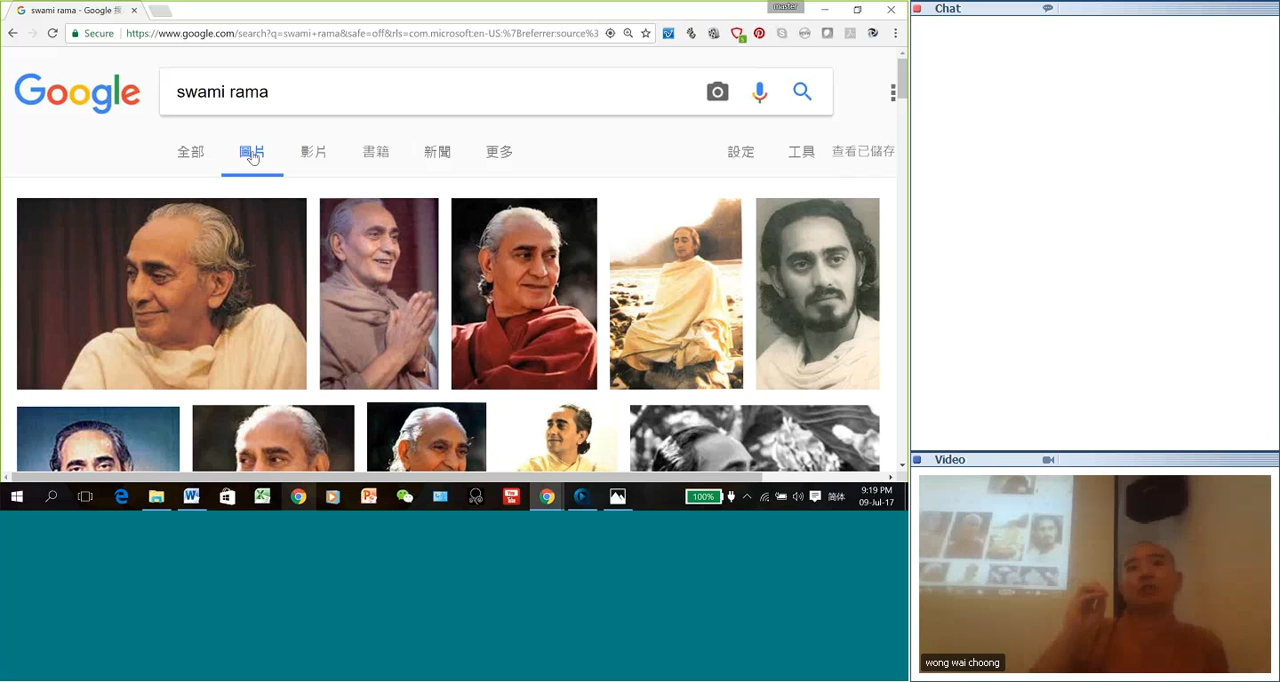 swami rama - Google
master
Chat
Secure
https://www.google.com/search?q=swami+rama&safe=off&rls=com.microsoft:en-US:%7Breferrer:source%3
Google
swami rama
全部
圖片
影片
書籍
新聞
更多
設定
工具
查看已儲存
Video
100%
简体
9:19 PM
09-Jul-17
wong wai choong